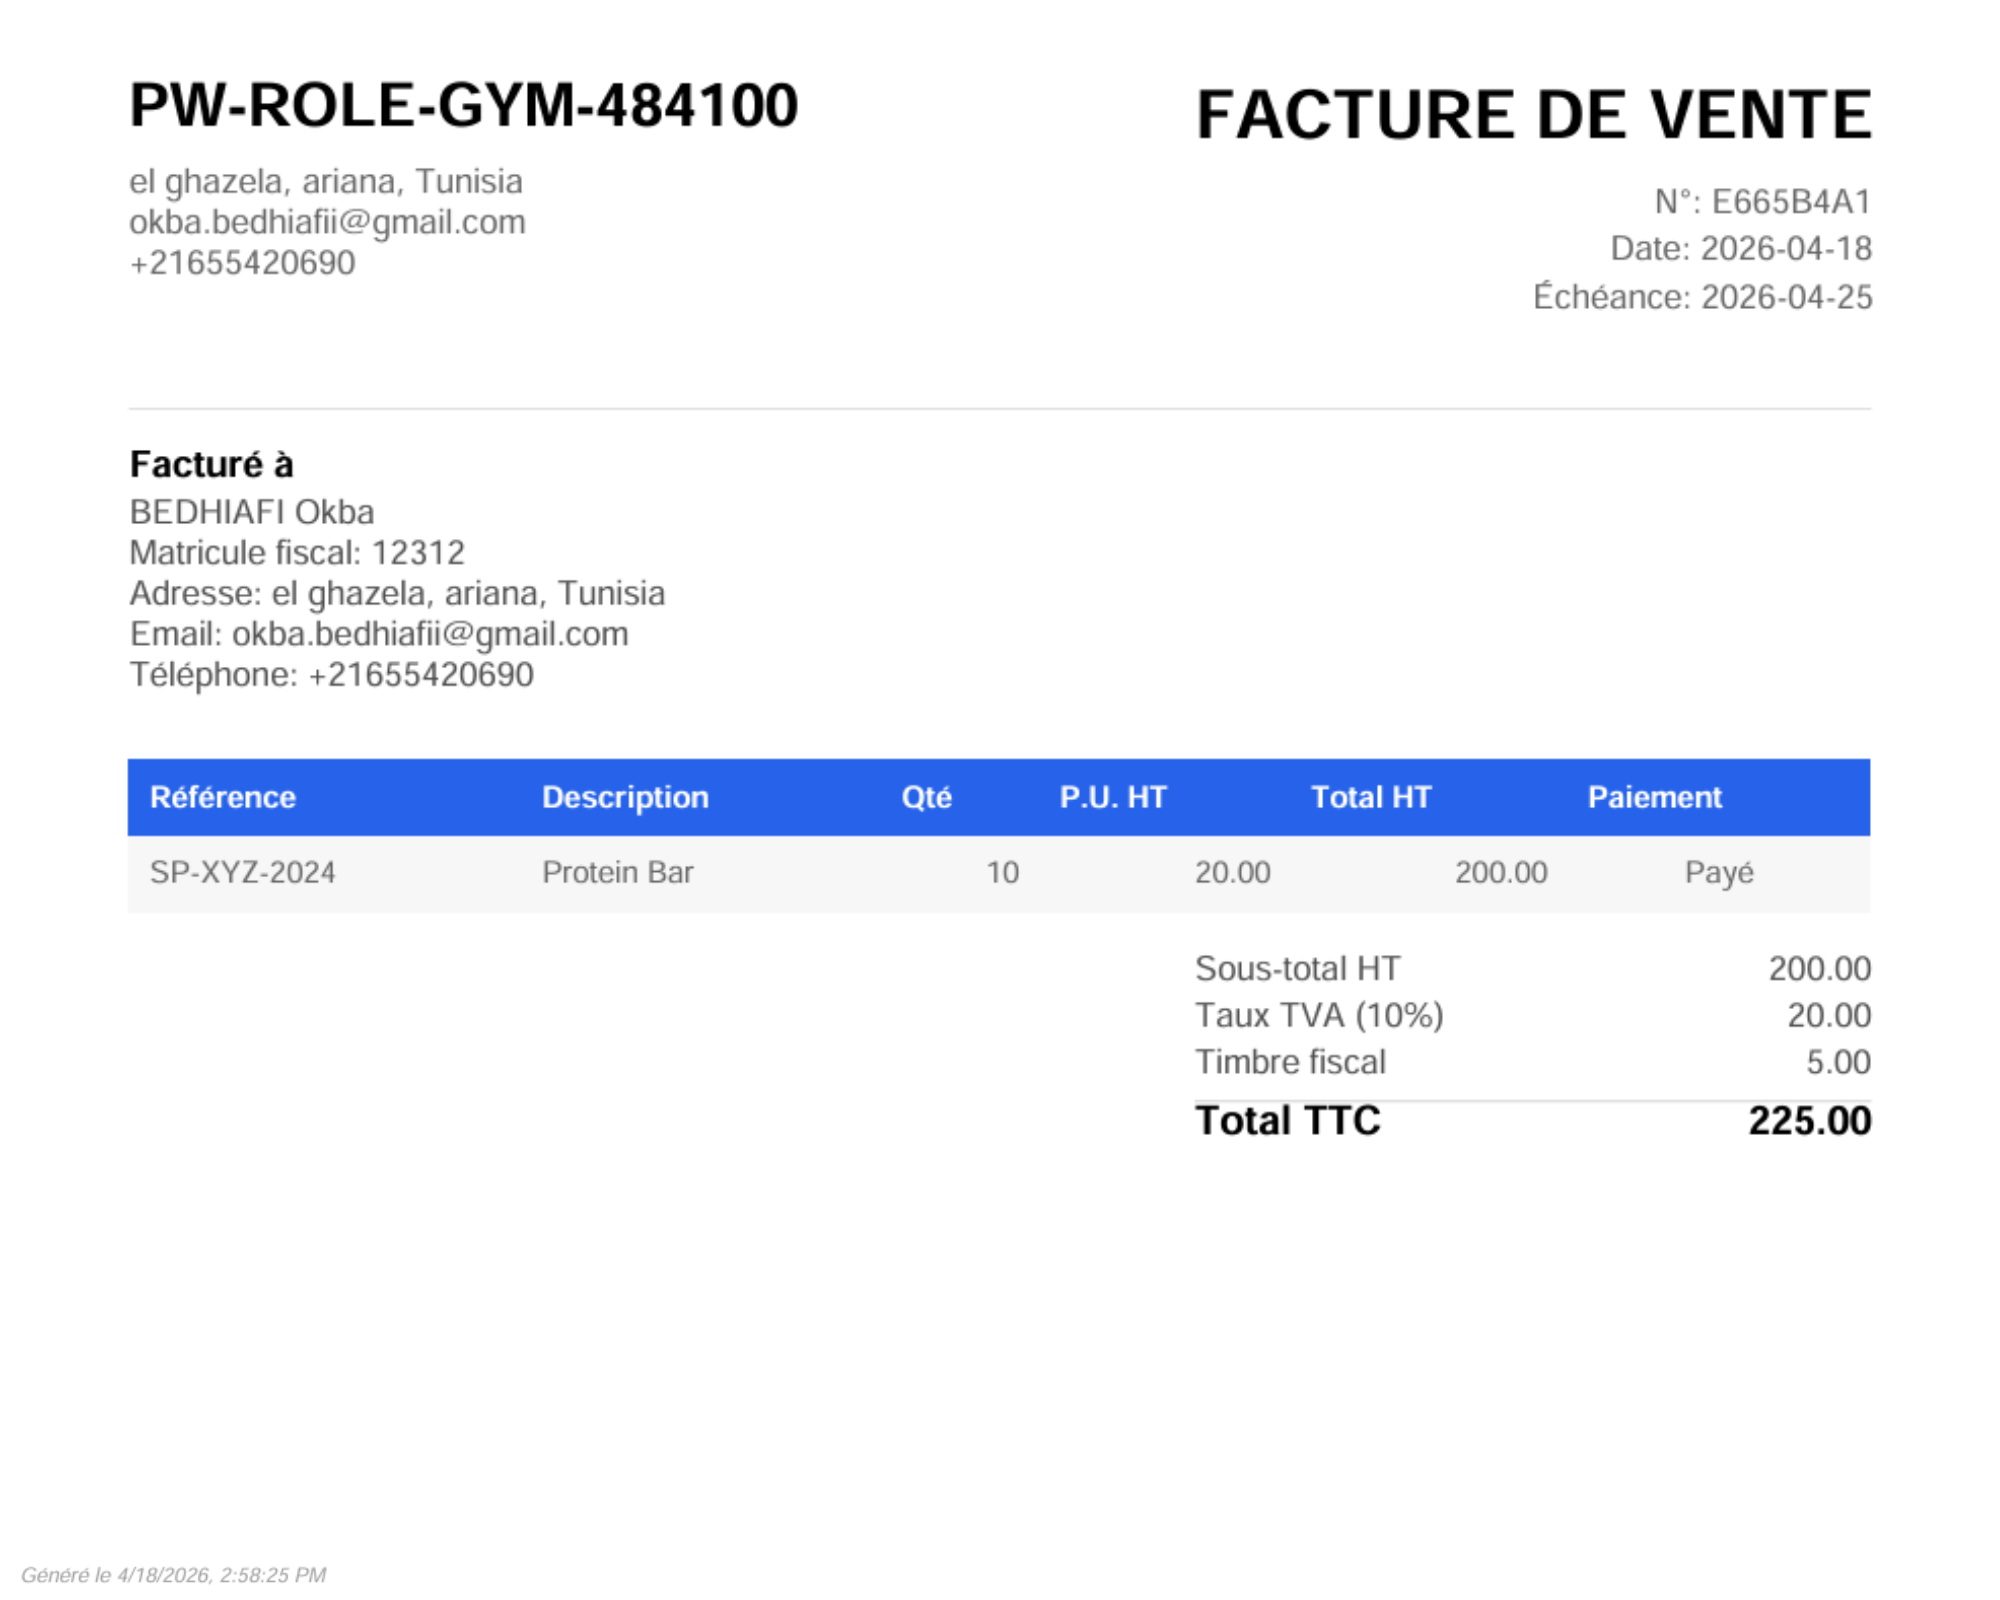 PW-ROLE-GYM-484100
el ghazela, ariana, Tunisia
okba.bedhiafii@gmail.com
+21655420690
FACTURE DE VENTE
N°: E665B4A1
Date: 2026-04-18
Échéance: 2026-04-25
Facturé à
BEDHIAFI Okba
Matricule fiscal: 12312
Adresse: el ghazela, ariana, Tunisia
Email: okba.bedhiafii@gmail.com
Téléphone: +21655420690
Référence Description Qté P.U. HT Total HT Paiement
SP-XYZ-2024 Protein Bar 10 20.00 200.00 Payé
Sous-total HT 200.00
Taux TVA (10%) 20.00
Timbre fiscal 5.00
Total TTC 225.00
Généré le 4/18/2026, 2:58:25 PM